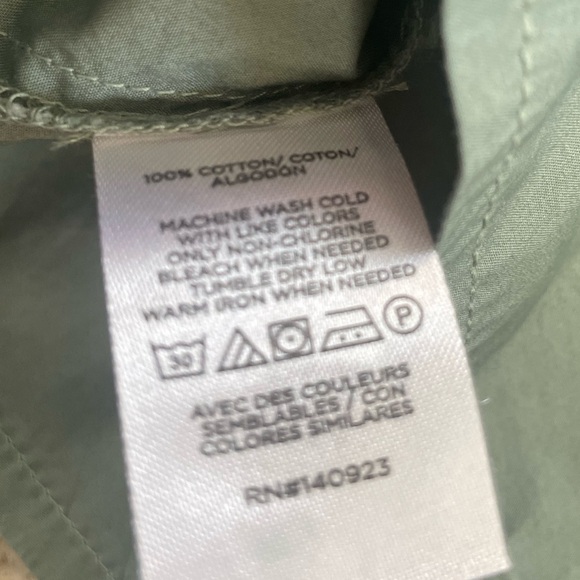 100% COTTON/ COTON/
ALGODÓN
MACHINE WASH COLD
WITH LIKE COLORS
ONLY NON-CHLORINE
BLEACH WHEN NEEDED
TUMBLE DRY LOW
WARM IRON WHEN NEEDED
30 P
AVEC DES COULEURS
SEMBLABLES / CON
COLORES SIMILARES
RN#140923